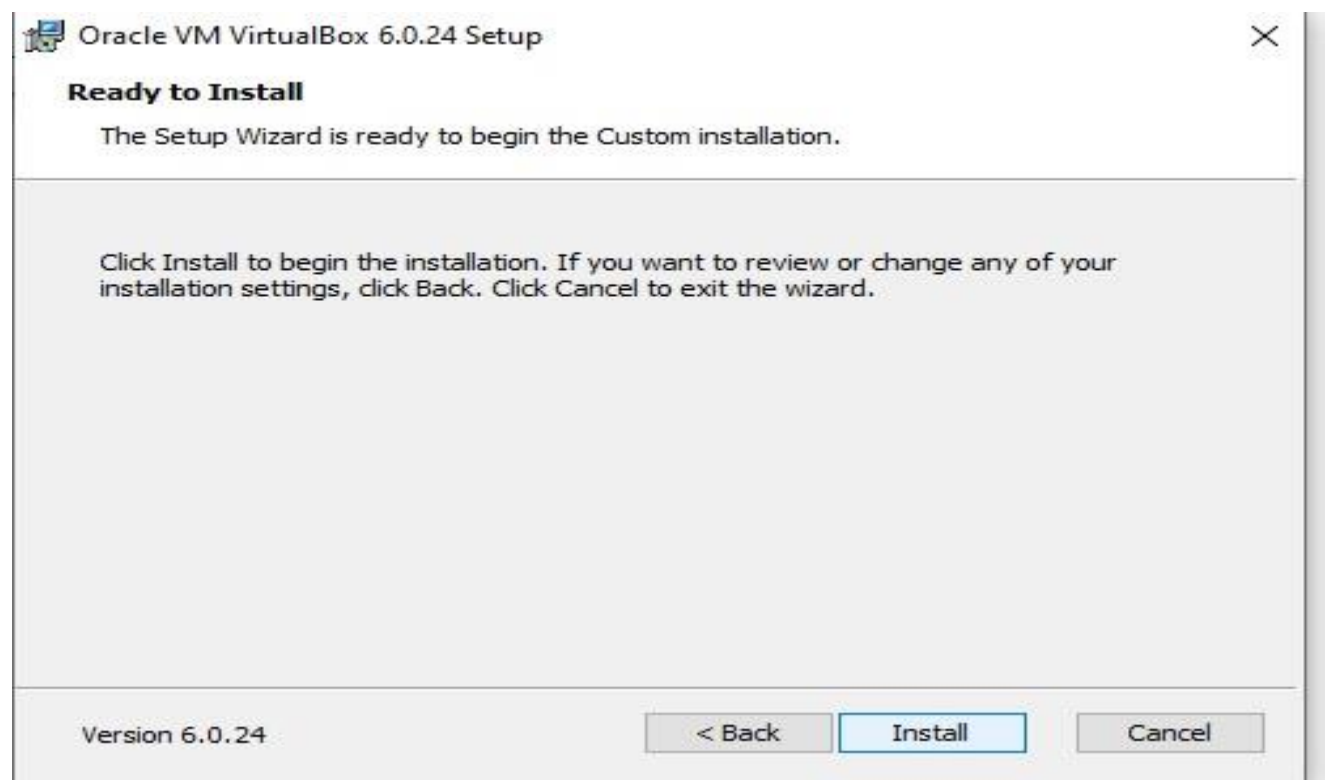 Oracle VM VirtualBox 6.0.24 Setup
Ready to Install
The Setup Wizard is ready to begin the Custom installation.
Click Install to begin the installation. If you want to review or change any of your
installation settings, click Back. Click Cancel to exit the wizard.
Version 6.0.24
< Back
Install
Cancel